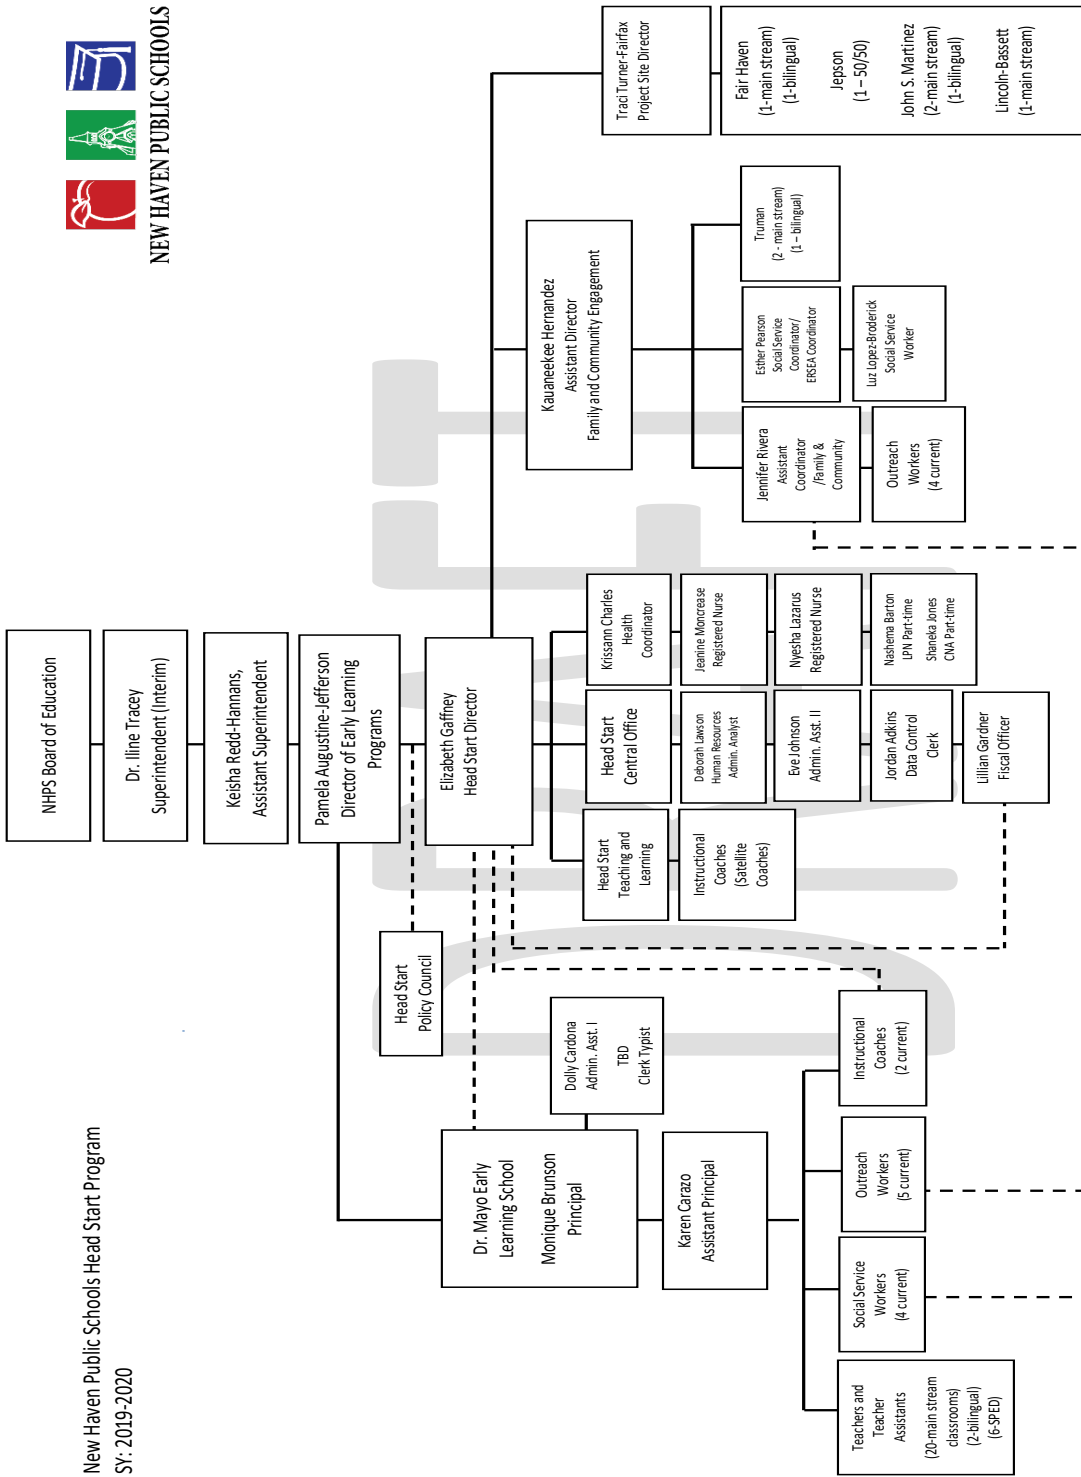 New Haven Public Schools Head Start Program
SY: 2019-2020
NEW HAVEN PUBLIC SCHOOLS
NHPS Board of Education
Dr. Iline Tracey
Superintendent (Interim)
Keisha Redd-Hannans,
Assistant Superintendent
Pamela Augustine-Jefferson
Director of Early Learning
Programs
Head Start
Policy Council
Elizabeth Gaffney
Head Start Director
Dr. Mayo Early
Learning School
Monique Brunson
Principal
Dolly Cardona
Admin. Asst. I
TBD
Clerk Typist
Karen Carazo
Assistant Principal
Teachers and
Teacher
Assistants
(20-main stream
classrooms)
(2-bilingual)
(6-SPED)
Social Service
Workers
(4 current)
Outreach
Workers
(5 current)
Instructional
Coaches
(2 current)
Head Start
Teaching and
Learning
Instructional
Coaches
(Satellite
Coaches)
Head Start
Central Office
Deborah Lawson
Human Resources
Admin. Analyst
Eve Johnson
Admin. Asst. II
Jordan Adkins
Data Control
Clerk
Lillian Gardner
Fiscal Officer
Krissann Charles
Health
Coordinator
Jeanine Moncrease
Registered Nurse
Nyesha Lazarus
Registered Nurse
Nashema Barton
LPN Part-time
Shaneka Jones
CNA Part-time
Kauaneekee Hernandez
Assistant Director
Family and Community Engagement
Jennifer Rivera
Assistant
Coordinator
/Family &
Community
Outreach
Workers
(4 current)
Esther Pearson
Social Service
Coordinator/
ERSEA Coordinator
Luz Lopez-Broderick
Social Service
Worker
Truman
(2 - main stream)
(1 – bilingual)
Traci Turner-Fairfax
Project Site Director
Fair Haven
(1-main stream)
(1-bilingual)
Jepson
(1 – 50/50)
John S. Martinez
(2-main stream)
(1-bilingual)
Lincoln-Bassett
(1-main stream)
DRAFT